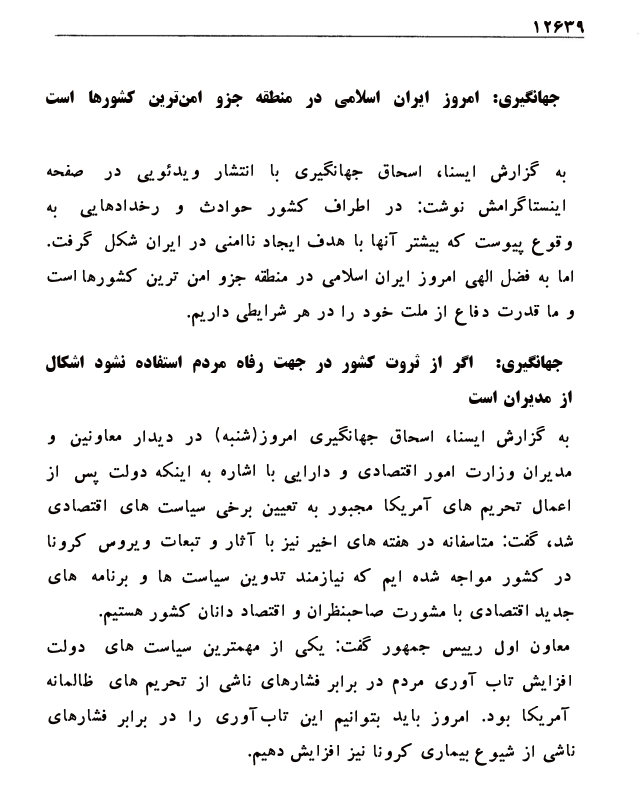 ۱۲۶۳۹
جهانگیری: امروز ایران اسلامی در منطقه جزو امن‌ترین کشورها است
به گزارش ایسنا، اسحاق جهانگیری با انتشار ویدئویی در صفحه
اینستاگرامش نوشت: در اطراف کشور حوادث و رخدادهایی به
وقوع پیوست که بیشتر آنها با هدف ایجاد ناامنی در ایران شکل گرفت.
اما به فضل الهی امروز ایران اسلامی در منطقه جزو امن ترین کشورها است
و ما قدرت دفاع از ملت خود را در هر شرایطی داریم.
جهانگیری: اگر از ثروت کشور در جهت رفاه مردم استفاده نشود اشکال
از مدیران است
به گزارش ایسنا، اسحاق جهانگیری امروز(شنبه) در دیدار معاونین و
مدیران وزارت امور اقتصادی و دارایی با اشاره به اینکه دولت پس از
اعمال تحریم های آمریکا مجبور به تعیین برخی سیاست های اقتصادی
شد، گفت: متاسفانه در هفته های اخیر نیز با آثار و تبعات ویروس کرونا
در کشور مواجه شده ایم که نیازمند تدوین سیاست ها و برنامه های
جدید اقتصادی با مشورت صاحبنظران و اقتصاد دانان کشور هستیم.
معاون اول رییس جمهور گفت: یکی از مهمترین سیاست های دولت
افزایش تاب آوری مردم در برابر فشارهای ناشی از تحریم های ظالمانه
آمریکا بود. امروز باید بتوانیم این تاب‌آوری را در برابر فشارهای
ناشی از شیوع بیماری کرونا نیز افزایش دهیم.